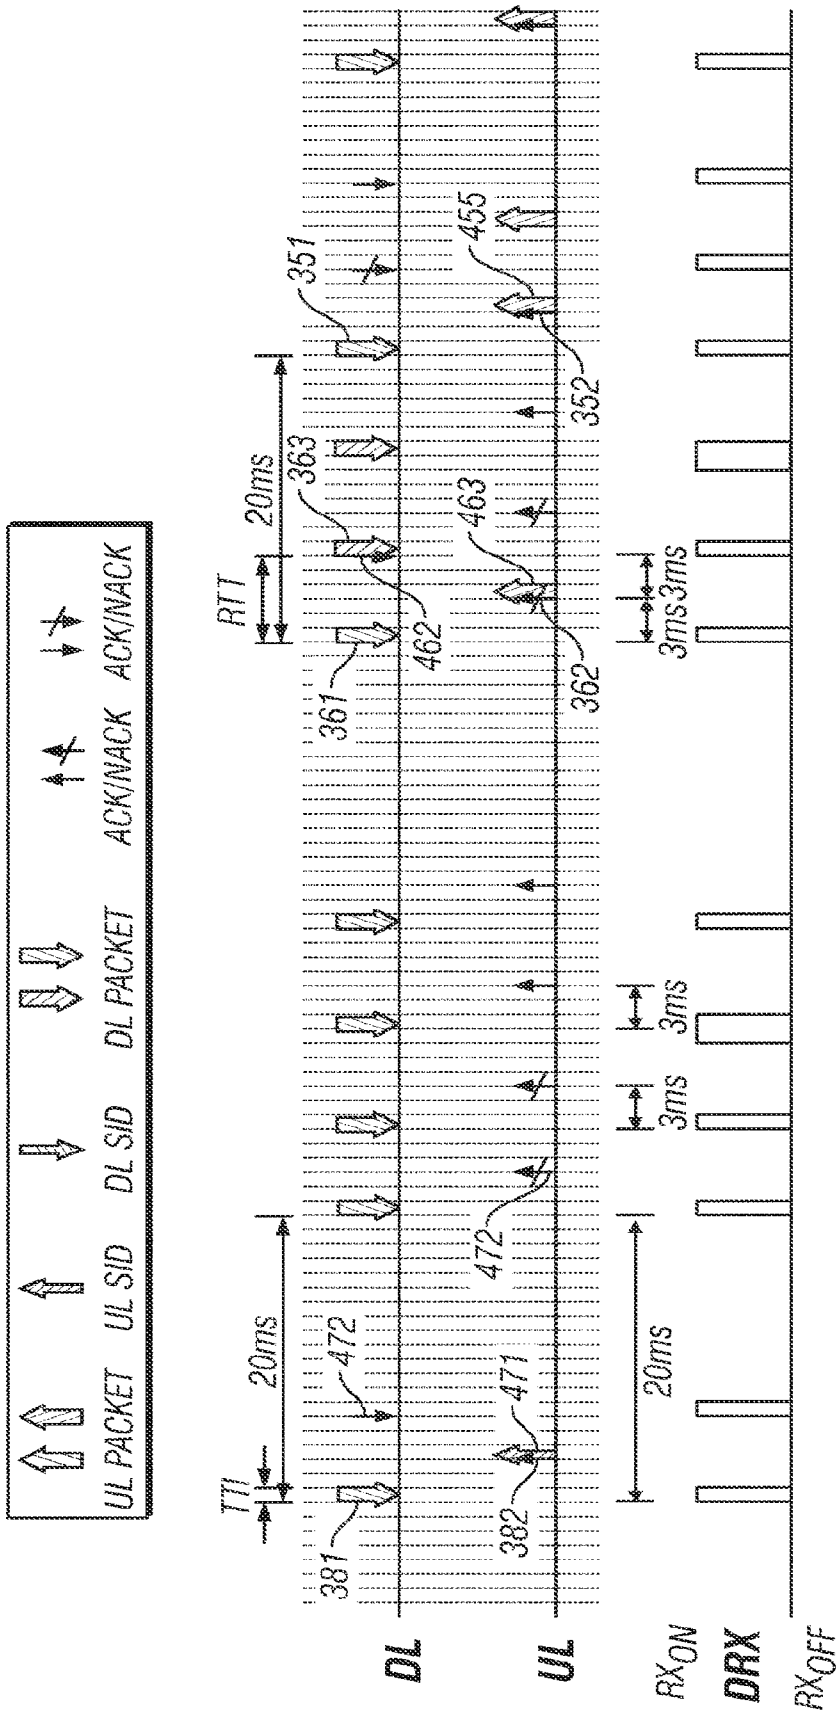 UL PACKET
UL SID
DL SID
DL PACKET
ACK/NACK
ACK/NACK
TTI
20ms
RTT
20ms
381
472
361
462
363
351
DL
382
471
472
362
463
352
455
UL
20ms
3ms
3ms
3ms
3ms
RXON
DRX
RXOFF